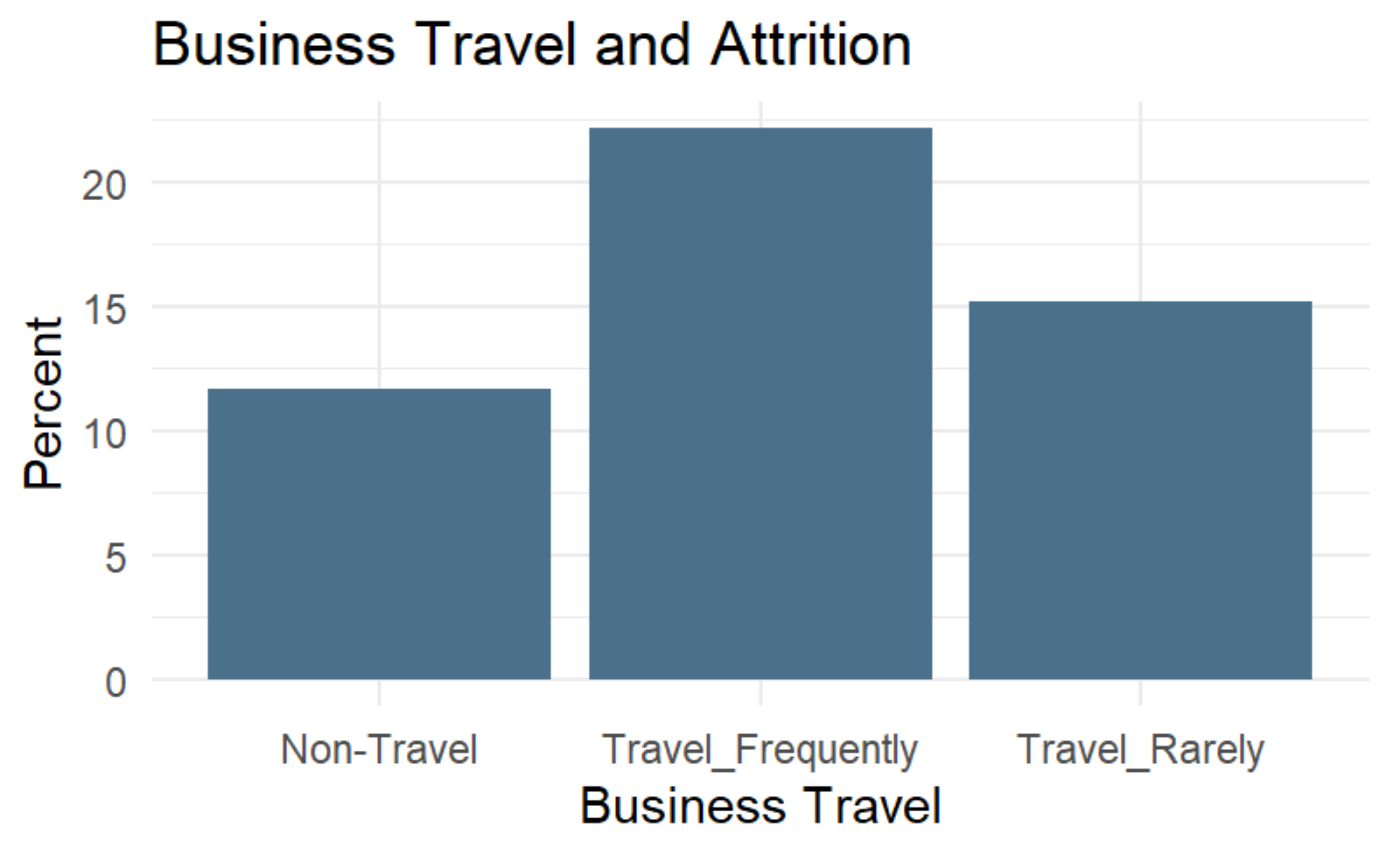 Business Travel and Attrition
Percent
20
15
10
5
0
Non-Travel Travel_Frequently Travel_Rarely
Business Travel